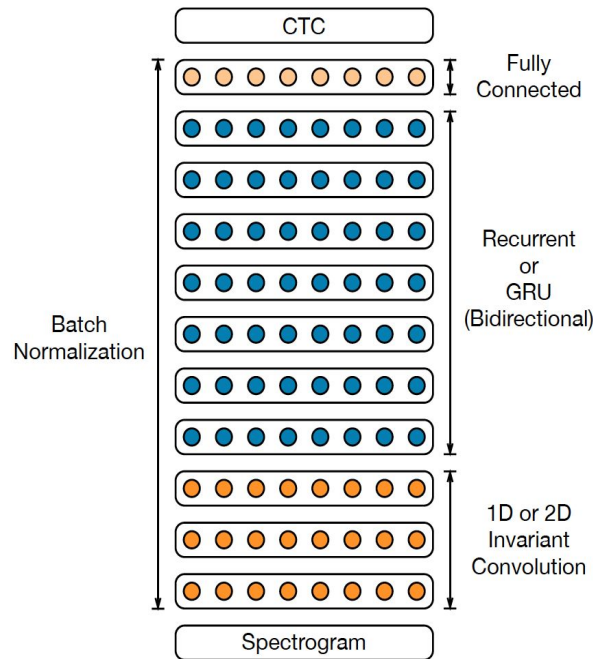 CTC
Fully
Connected
Recurrent
or
GRU
(Bidirectional)
Batch
Normalization
1D or 2D
Invariant
Convolution
Spectrogram